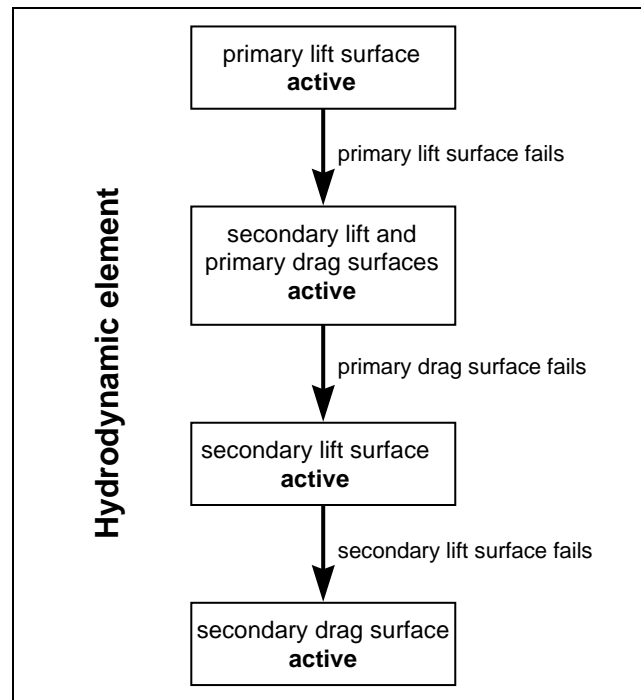 primary lift surface
active
primary lift surface fails
Hydrodynamic element
secondary lift and
primary drag surfaces
active
primary drag surface fails
secondary lift surface
active
secondary lift surface fails
secondary drag surface
active